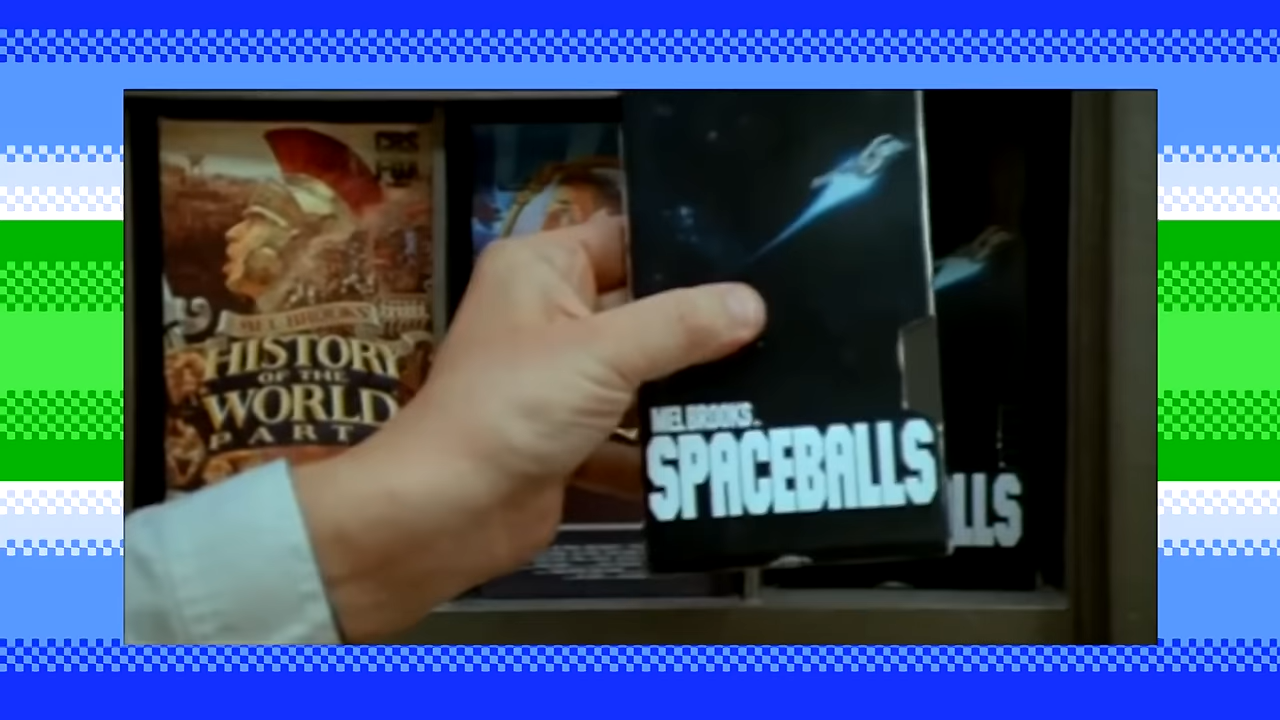 CBS
FOX
MEL BROOKS'
HISTORY
OF THE
WORLD
PART
MEL BROOKS
SPACEBALLS
LLS